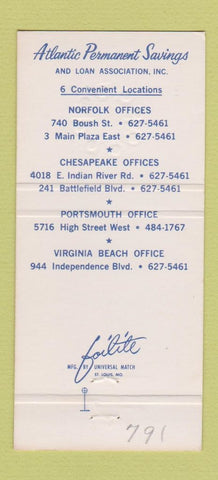 Atlantic Permanent Savings
AND LOAN ASSOCIATION, INC.
6 Convenient Locations
NORFOLK OFFICES
740 Boush St. • 627-5461
3 Main Plaza East • 627-5461
★
CHESAPEAKE OFFICES
4018 E. Indian River Rd. • 627-5461
241 Battlefield Blvd. • 627-5461
★
PORTSMOUTH OFFICE
5716 High Street West • 484-1767
★
VIRGINIA BEACH OFFICE
944 Independence Blvd. • 627-5461
foilite
MFG. BY UNIVERSAL MATCH
ST. LOUIS, MO.
791